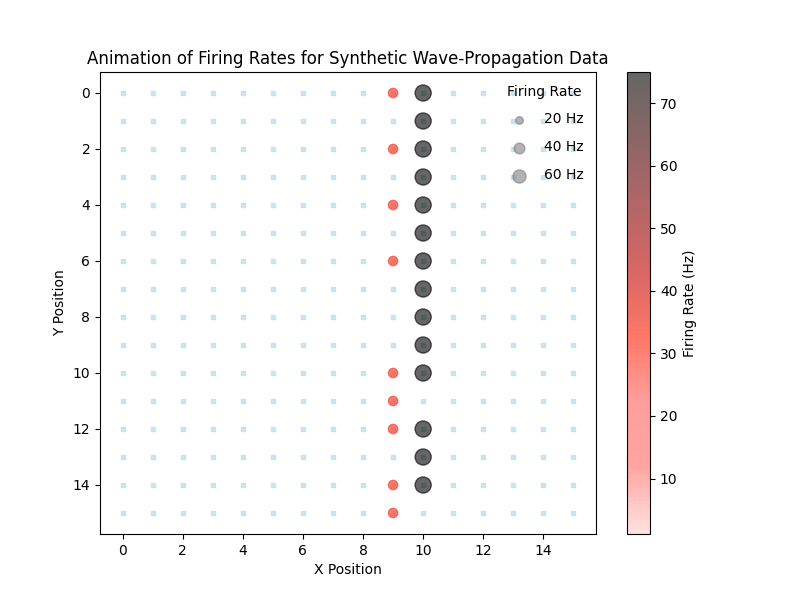 Animation of Firing Rates for Synthetic Wave-Propagation Data
Firing Rate
20 Hz
40 Hz
60 Hz
0
2
4
6
8
10
12
14
Y Position
0
2
4
6
8
10
12
14
X Position
70
60
50
40
30
20
10
Firing Rate (Hz)